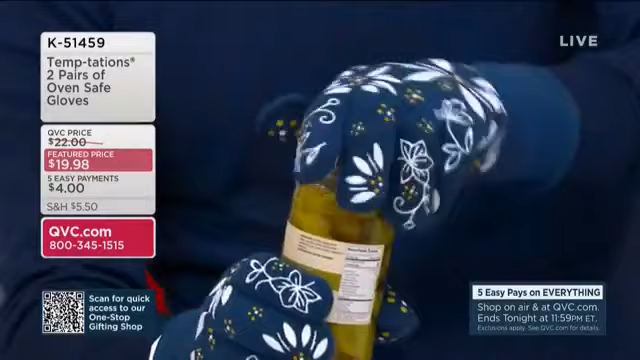 K-51459
Temp-tations®
2 Pairs of
Oven Safe
Gloves
QVC PRICE
$22.00
FEATURED PRICE
$19.98
5 EASY PAYMENTS
$4.00
S&H $5.50
QVC.com
800-345-1515
Scan for quick
access to our
One-Stop
Gifting Shop
LIVE
5 Easy Pays on EVERYTHING
Shop on air & at QVC.com.
Ends Tonight at 11:59PM ET.
Exclusions apply. See QVC.com for details.